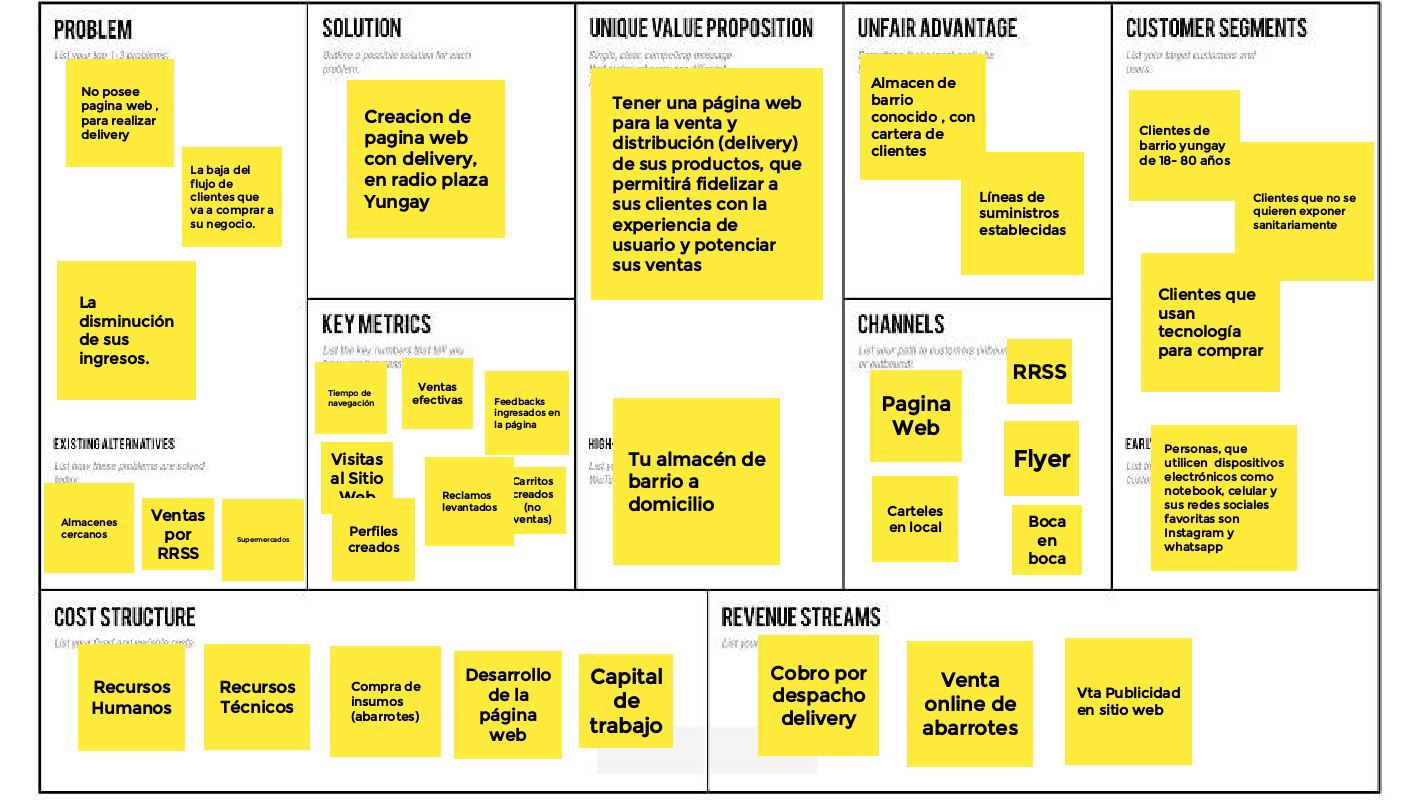 PROBLEM
List your top 1-3 problems.
No posee
pagina web ,
para realizar
delivery
La baja del
flujo de
clientes que
va a comprar a
su negocio.
La
disminución
de sus
ingresos.
EXISTING ALTERNATIVES
List how these problems are solved
today.
Almacenes
cercanos
Ventas
por
RRSS
Supermercados
SOLUTION
Outline a possible solution for each
problem.
Creacion de
pagina web
con delivery,
en radio plaza
Yungay
KEY METRICS
List the key numbers that tell you
Tiempo de
navegación
Ventas
efectivas
Feedbacks
ingresados en
la página
Visitas
al Sitio
Web
Reclamos
levantados
Carritos
creados
(no
ventas)
Perfiles
creados
UNIQUE VALUE PROPOSITION
Single, clear, compelling message
Tener una página web
para la venta y
distribución (delivery)
de sus productos, que
permitirá fidelizar a
sus clientes con la
experiencia de
usuario y potenciar
sus ventas
HIGH-
Tu almacén de
barrio a
domicilio
UNFAIR ADVANTAGE
Almacen de
barrio
conocido , con
cartera de
clientes
Líneas de
suministros
establecidas
CHANNELS
List your path to customers (inbound
or outbound).
RRSS
Pagina
Web
Flyer
Carteles
en local
Boca
en
boca
CUSTOMER SEGMENTS
List your target customers and
users.
Clientes de
barrio yungay
de 18- 80 años
Clientes que no se
quieren exponer
sanitariamente
Clientes que
usan
tecnología
para comprar
EARLY
Personas, que
utilicen dispositivos
electrónicos como
notebook, celular y
sus redes sociales
favoritas son
Instagram y
whatsapp
COST STRUCTURE
List your fixed and variable costs.
Recursos
Humanos
Recursos
Técnicos
Compra de
insumos
(abarrotes)
Desarrollo
de la
página
web
Capital
de
trabajo
REVENUE STREAMS
List your
Cobro por
despacho
delivery
Venta
online de
abarrotes
Vta Publicidad
en sitio web